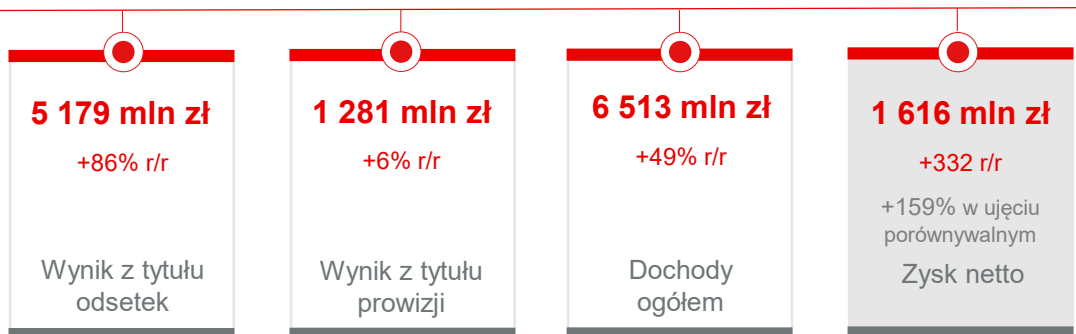 5 179 mln zł
+86% r/r
Wynik z tytułu
odsetek
1 281 mln zł
+6% r/r
Wynik z tytułu
prowizji
6 513 mln zł
+49% r/r
Dochody
ogółem
1 616 mln zł
+332 r/r
+159% w ujęciu
porównywalnym
Zysk netto